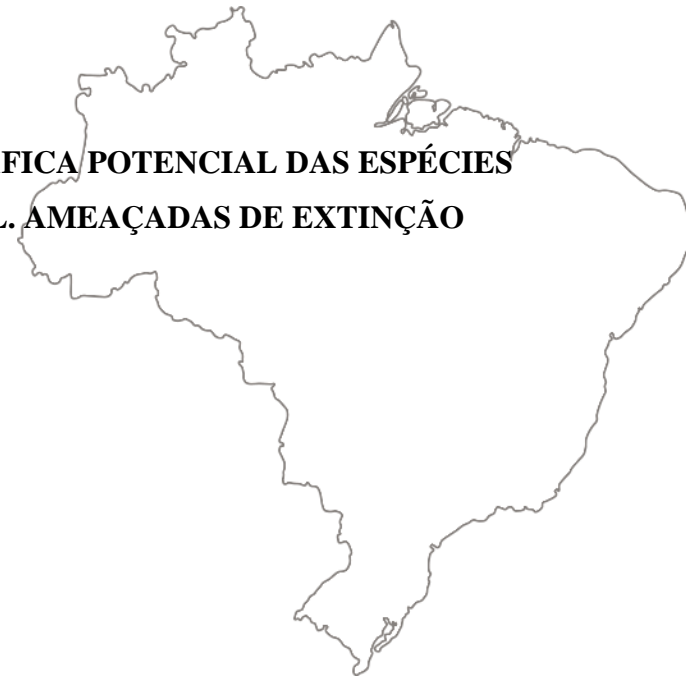 FICA POTENCIAL DAS ESPÉCIES
L. AMEAÇADAS DE EXTINÇÃO